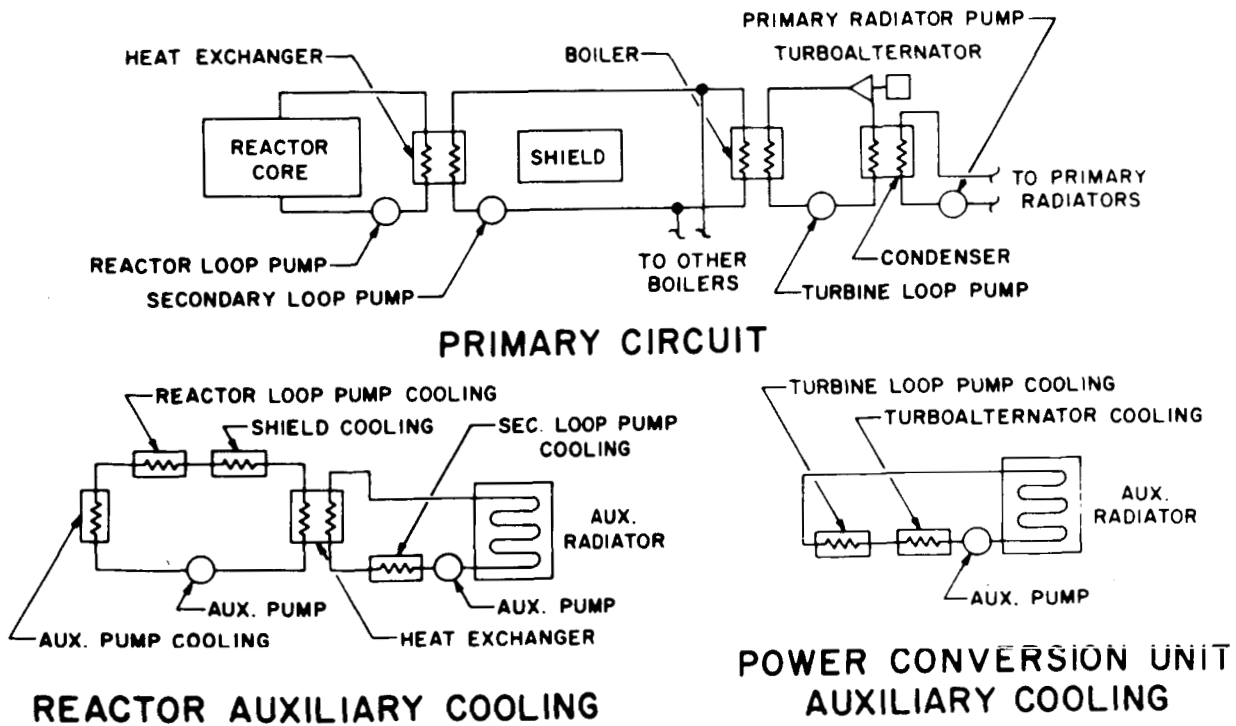 PRIMARY RADIATOR PUMP
HEAT EXCHANGER
BOILER
TURBOALTERNATOR
REACTOR
CORE
SHIELD
TO PRIMARY
RADIATORS
REACTOR LOOP PUMP
TO OTHER
BOILERS
CONDENSER
SECONDARY LOOP PUMP
TURBINE LOOP PUMP
PRIMARY CIRCUIT
REACTOR LOOP PUMP COOLING
SHIELD COOLING
SEC. LOOP PUMP
COOLING
AUX.
RADIATOR
AUX. PUMP
AUX. PUMP
AUX. PUMP COOLING
HEAT EXCHANGER
REACTOR AUXILIARY COOLING
TURBINE LOOP PUMP COOLING
TURBOALTERNATOR COOLING
AUX.
RADIATOR
AUX. PUMP
POWER CONVERSION UNIT
AUXILIARY COOLING